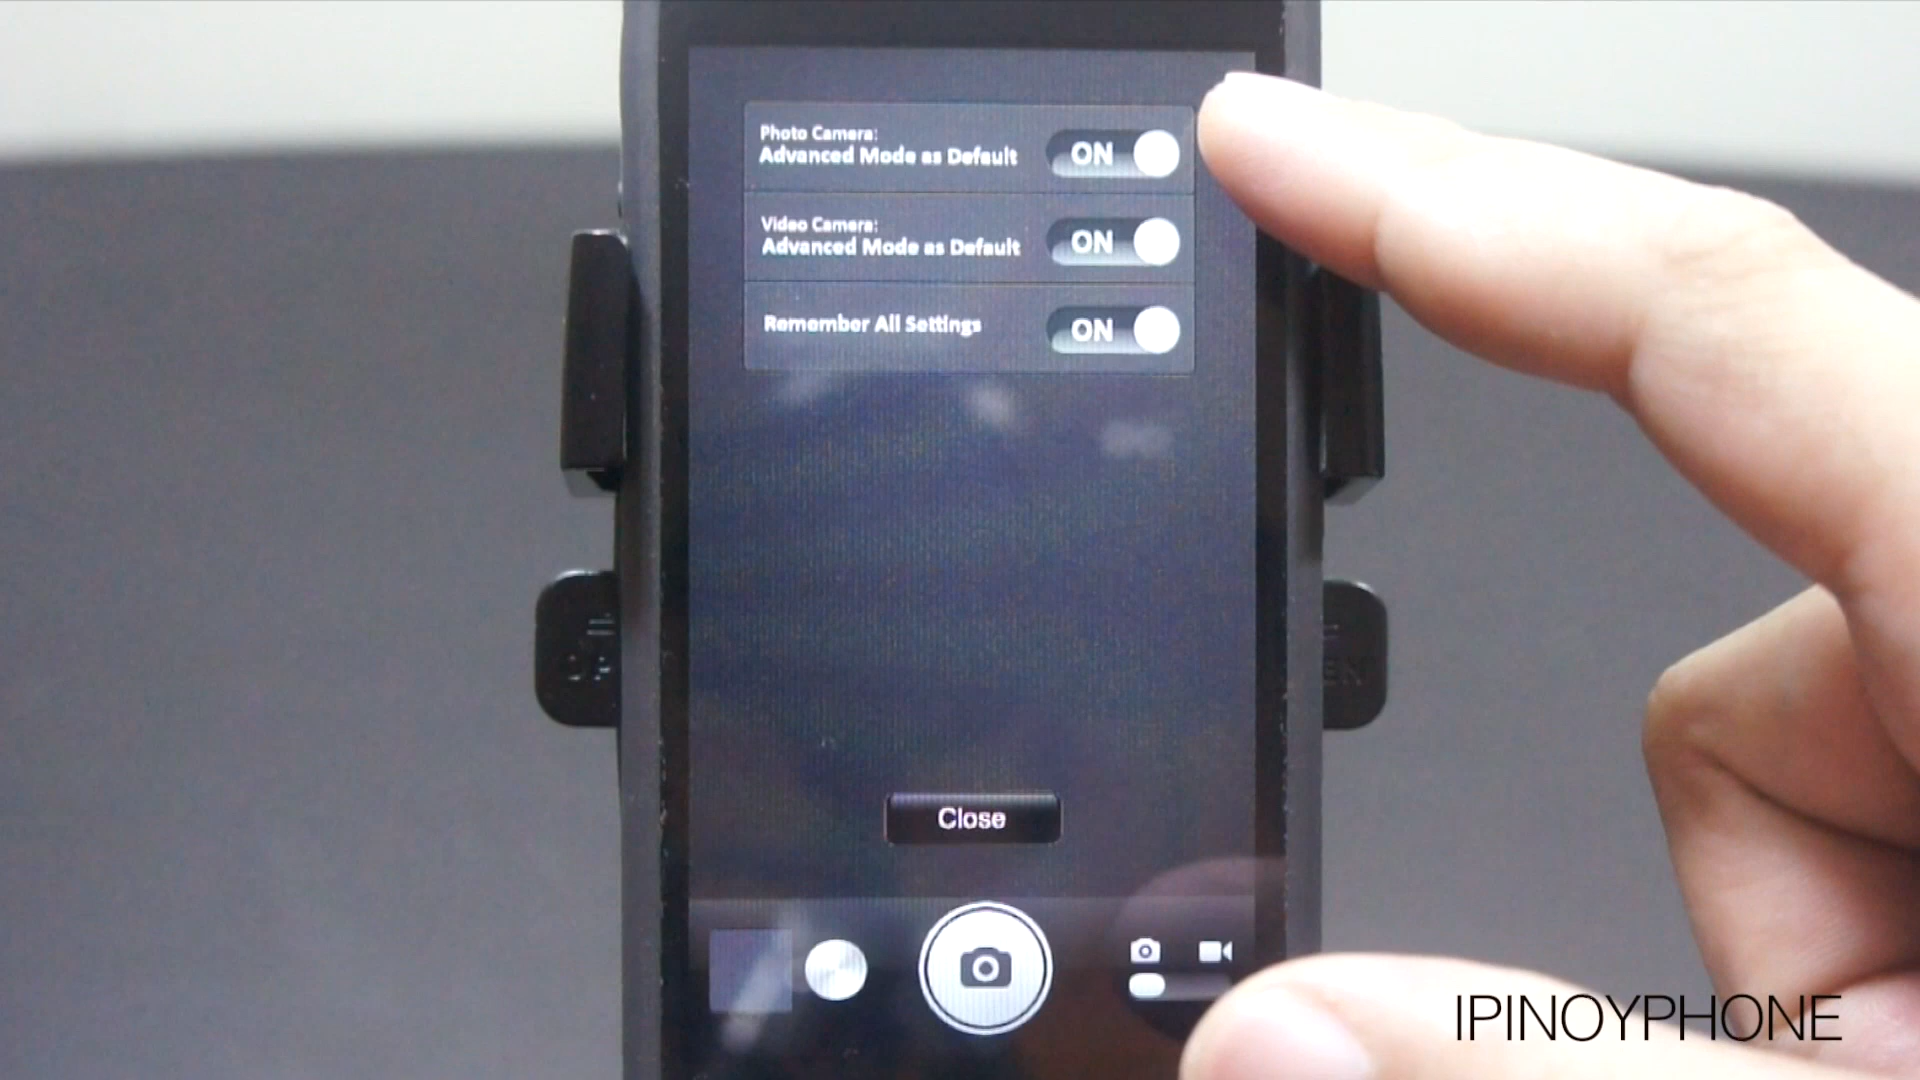 Photo Camera:
Advanced Mode as Default
ON
Video Camera:
Advanced Mode as Default
ON
Remember All Settings
ON
Close
IPINOYPHONE